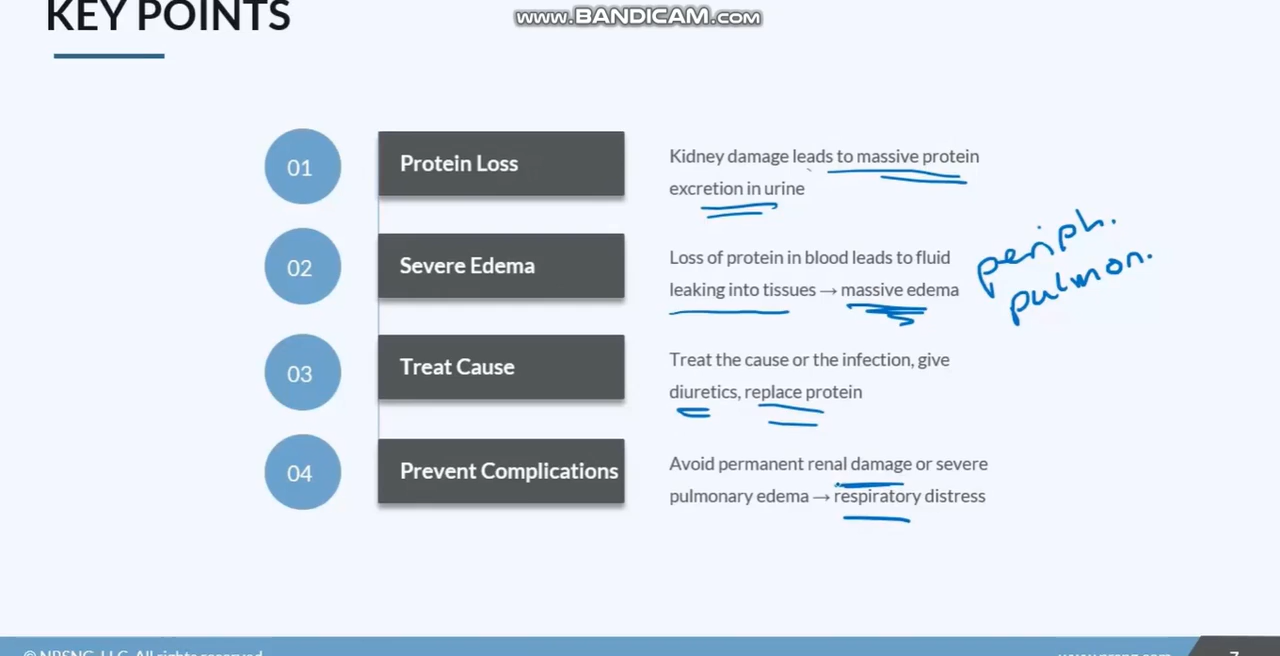 KEY POINTS
www.BANDICAM.com
01
Protein Loss
Kidney damage leads to massive protein
excretion in urine
02
Severe Edema
Loss of protein in blood leads to fluid
leaking into tissues → massive edema
periph.
pulmon.
03
Treat Cause
Treat the cause or the infection, give
diuretics, replace protein
04
Prevent Complications
Avoid permanent renal damage or severe
pulmonary edema → respiratory distress